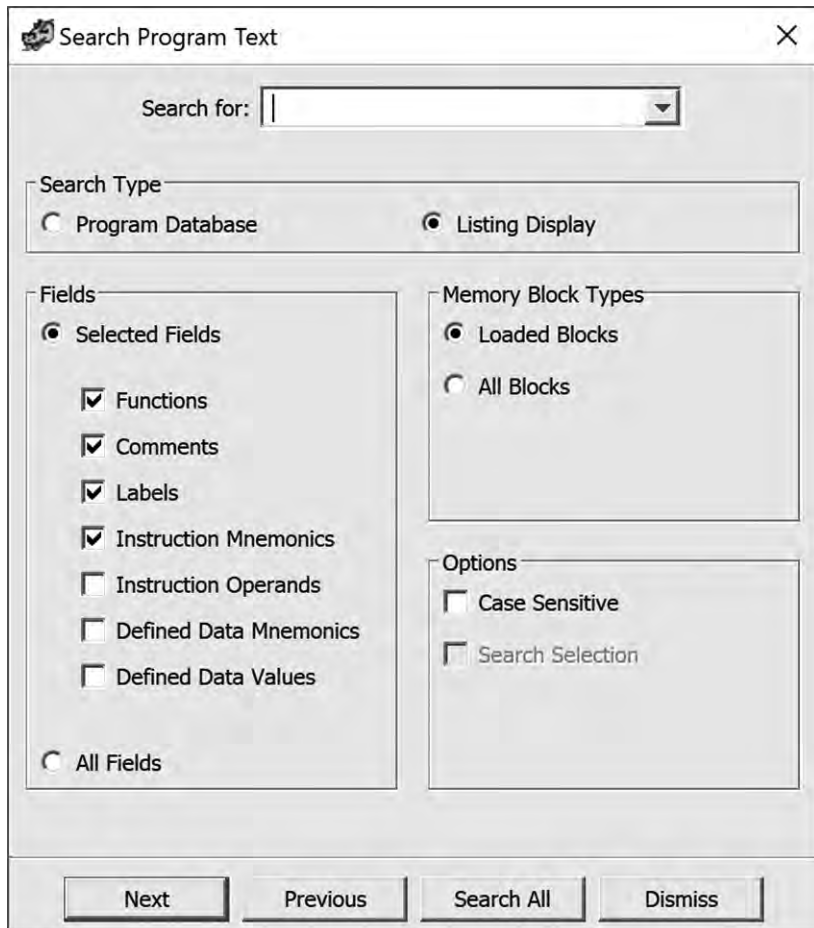 Search Program Text
Search for:
Search Type
Program Database
Listing Display
Fields
Selected Fields
Functions
Comments
Labels
Instruction Mnemonics
Instruction Operands
Defined Data Mnemonics
Defined Data Values
All Fields
Memory Block Types
Loaded Blocks
All Blocks
Options
Case Sensitive
Search Selection
Next
Previous
Search All
Dismiss